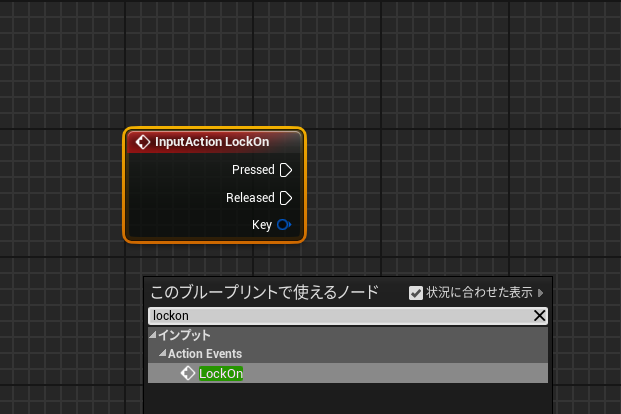 InputAction LockOn
Pressed
Released
Key
このブループリントで使えるノード
状況に合わせた表示
lockon
インプット
Action Events
LockOn